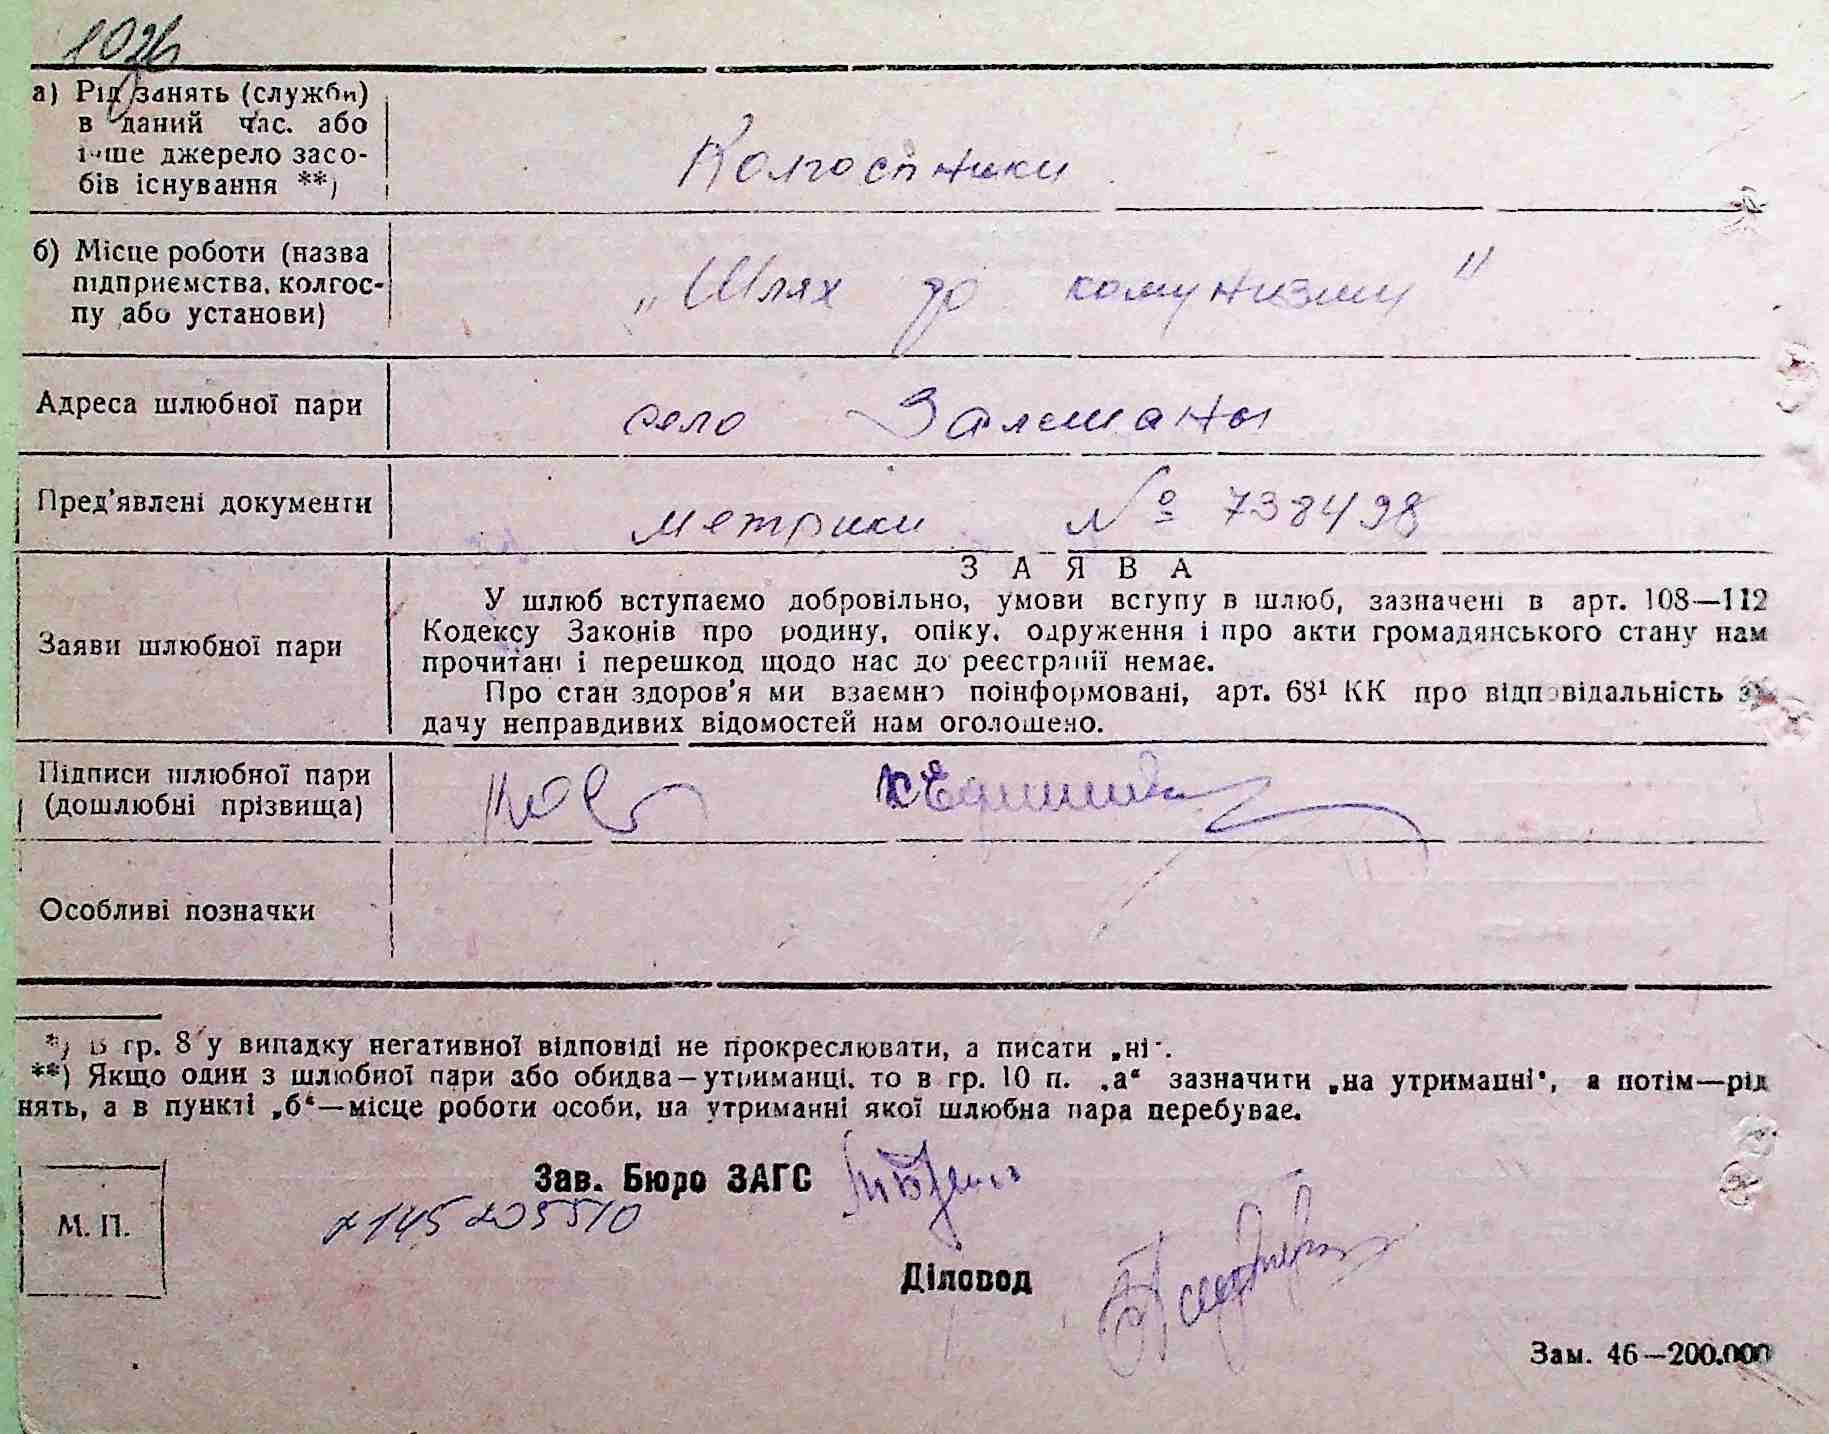 а) Рід занять (служби)
в даний час. або
інше джерело засо-
бів існування **)
Колгоспники
б) Місце роботи (назва
підприємства, колгос-
пу або установи)
„Шлях до комунизму"
Адреса шлюбної пари
село Залешаны
Пред'явлені документи
метрики № 738498
ЗАЯВА
У шлюб вступаємо добровільно, умови вступу в шлюб, зазначені в арт. 108—112
Кодексу Законів про родину, опіку, одруження і про акти громадянського стану нам
прочитані і перешкод щодо нас до реєстрації немає.
Про стан здоров'я ми взаємно поінформовані, арт. 68¹ КК про відповідальність з
дачу неправдивих відомостей нам оголошено.
Заяви шлюбної пари
Підписи шлюбної пари
(дошлюбні прізвища)
Особливі позначки
*) В гр. 8 у випадку негативної відповіді не прокреслювати, а писати „ні".
**) Якщо один з шлюбної пари або обидва—утриманці, то в гр. 10 п. „а" зазначити „на утриманні", а потім—рід
нять, а в пункті „б"—місце роботи особи, на утриманні якої шлюбна пара перебуває.
Зав. Бюро ЗАГС
М. П.
Діловод
Зам. 46—200.000